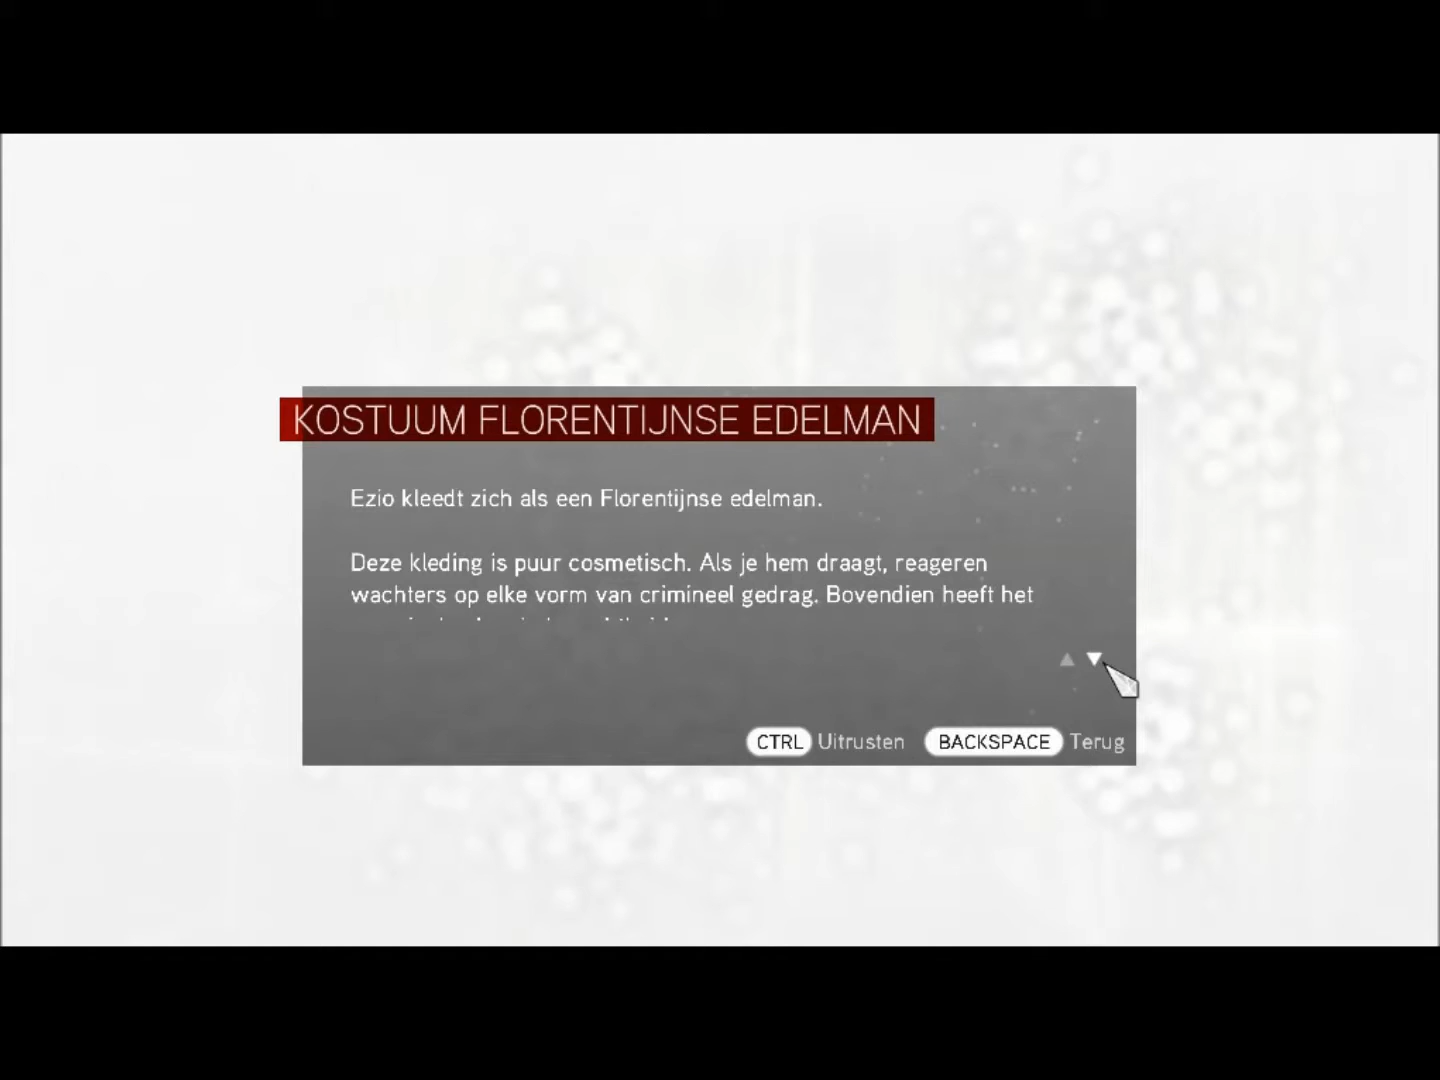 KOSTUUM FLORENTIJNSE EDELMAN
Ezio kleedt zich als een Florentijnse edelman.
Deze kleding is puur cosmetisch. Als je hem draagt, reageren
wachters op elke vorm van crimineel gedrag. Bovendien heeft het
CTRL Uitrusten BACKSPACE Terug